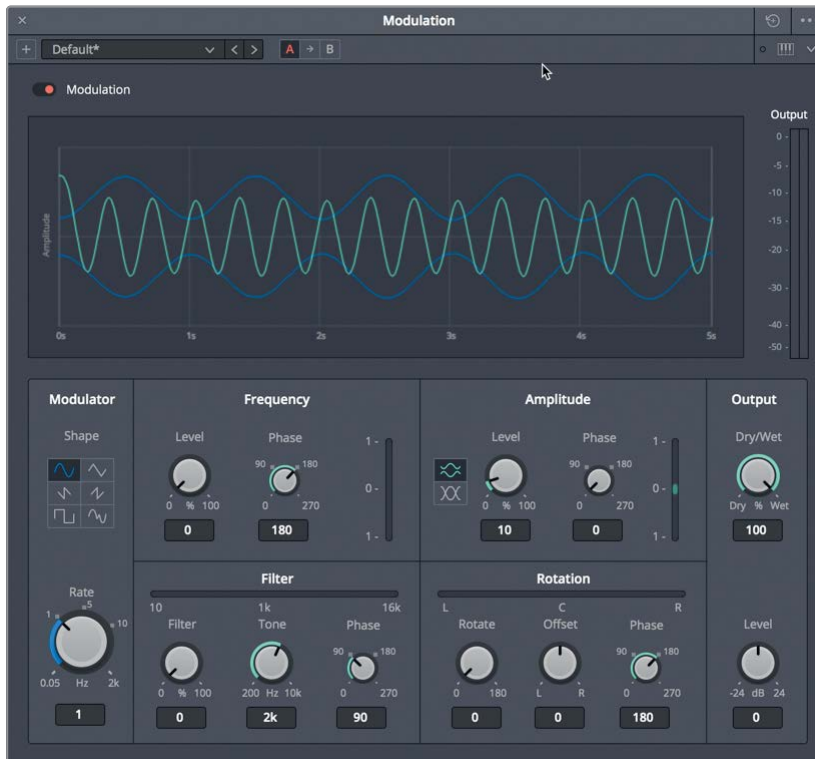 Modulation
Default*
A
B
Modulation
Output
0
-5
-10
-15
-20
-30
-40
-50
Amplitude
0s 1s 2s 3s 4s 5s
Modulator
Shape
Rate
1 5 10
0.05 Hz 2k
1
Frequency
Level
0 % 100
0
Phase
90 180
0 270
180
1
0
1
Amplitude
Level
0 % 100
10
Phase
90 180
0 270
0
1
0
1
Output
Dry/Wet
Dry % Wet
100
Filter
10 1k 16k
Filter
0 % 100
0
Tone
200 Hz 10k
2k
Phase
90 180
0 270
90
Rotation
L C R
Rotate
0 180
0
Offset
L R
0
Phase
90 180
0 270
180
Level
-24 dB 24
0